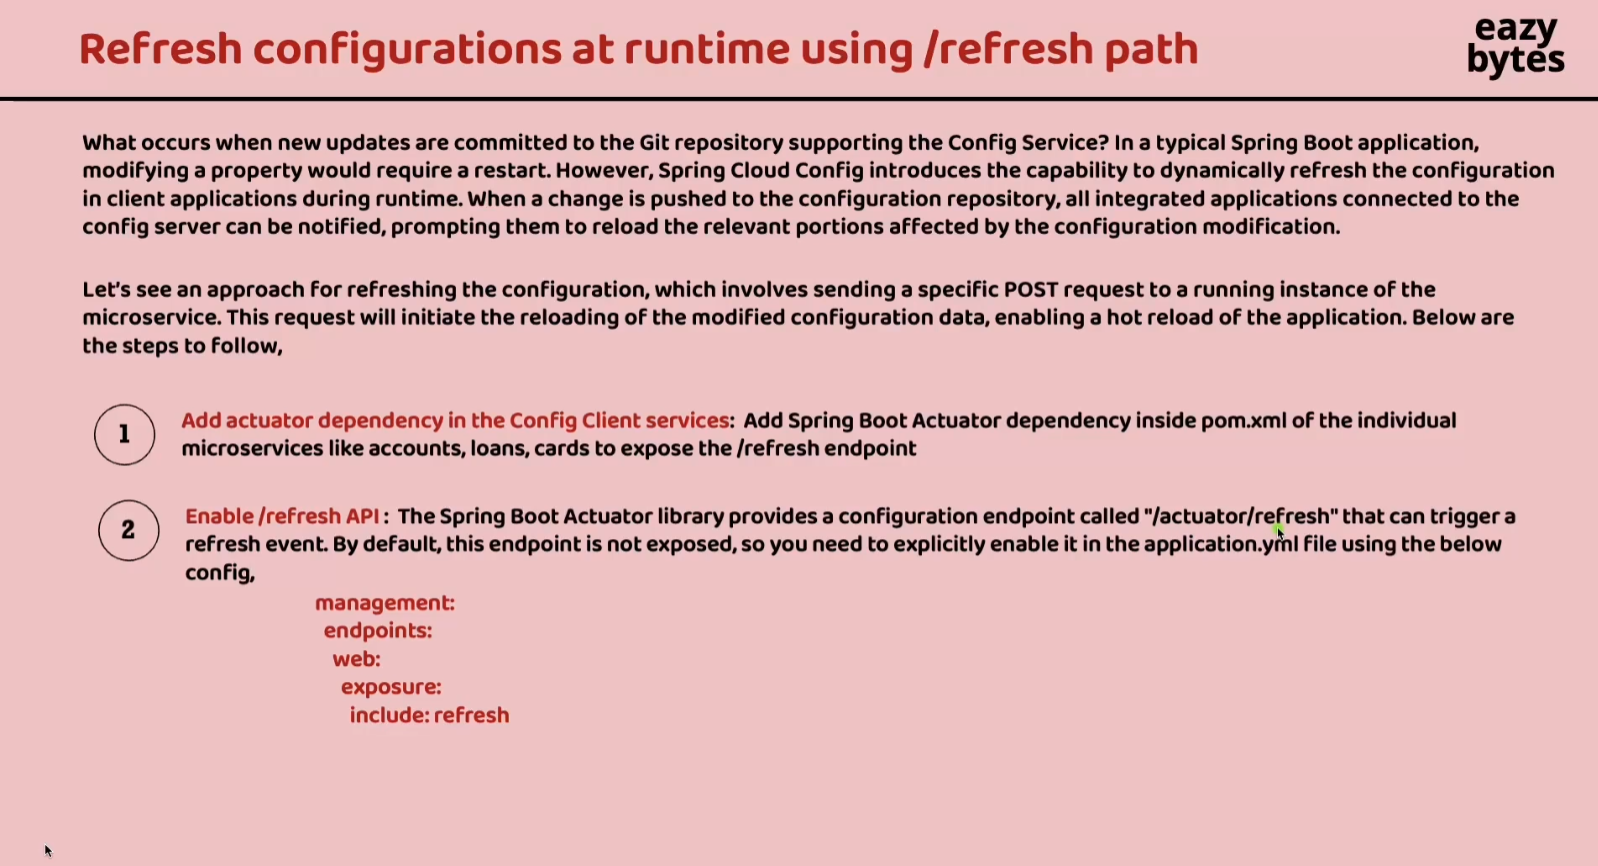 Refresh configurations at runtime using /refresh path
eazy
bytes
What occurs when new updates are committed to the Git repository supporting the Config Service? In a typical Spring Boot application,
modifying a property would require a restart. However, Spring Cloud Config introduces the capability to dynamically refresh the configuration
in client applications during runtime. When a change is pushed to the configuration repository, all integrated applications connected to the
config server can be notified, prompting them to reload the relevant portions affected by the configuration modification.
Let's see an approach for refreshing the configuration, which involves sending a specific POST request to a running instance of the
microservice. This request will initiate the reloading of the modified configuration data, enabling a hot reload of the application. Below are
the steps to follow,
1
Add actuator dependency in the Config Client services: Add Spring Boot Actuator dependency inside pom.xml of the individual
microservices like accounts, loans, cards to expose the /refresh endpoint
2
Enable /refresh API : The Spring Boot Actuator library provides a configuration endpoint called "/actuator/refresh" that can trigger a
refresh event. By default, this endpoint is not exposed, so you need to explicitly enable it in the application.yml file using the below
config,
management:
endpoints:
web:
exposure:
include: refresh